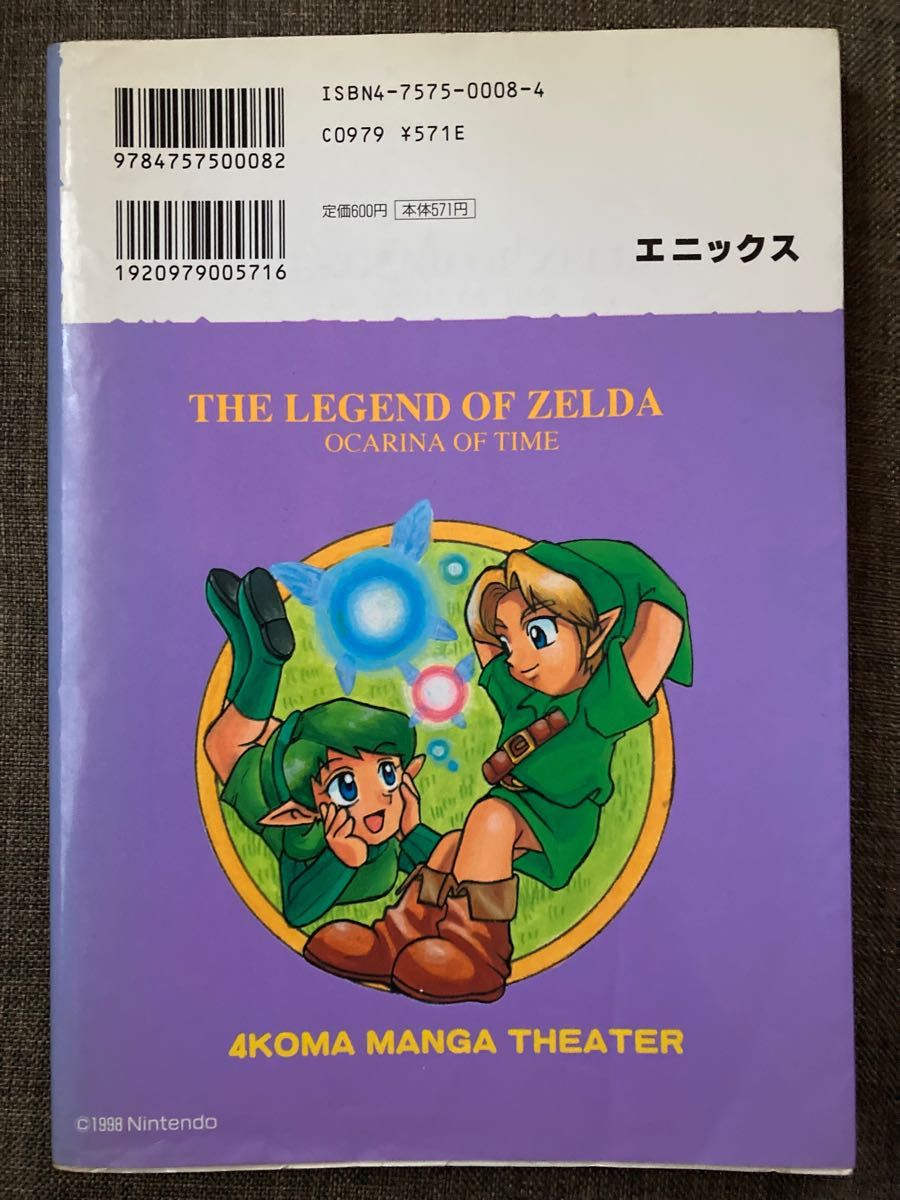 ISBN4-7575-0008-4
C0979 ¥571E
9784757500082
定価600円 本体571円
1920979005716
エニックス
THE LEGEND OF ZELDA
OCARINA OF TIME
4KOMA MANGA THEATER
©1998 Nintendo